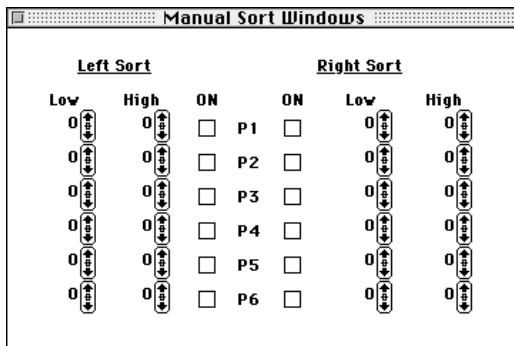 Manual Sort Windows
Left Sort Right Sort
Low High ON ON Low High
0 0 P1 0 0
0 0 P2 0 0
0 0 P3 0 0
0 0 P4 0 0
0 0 P5 0 0
0 0 P6 0 0